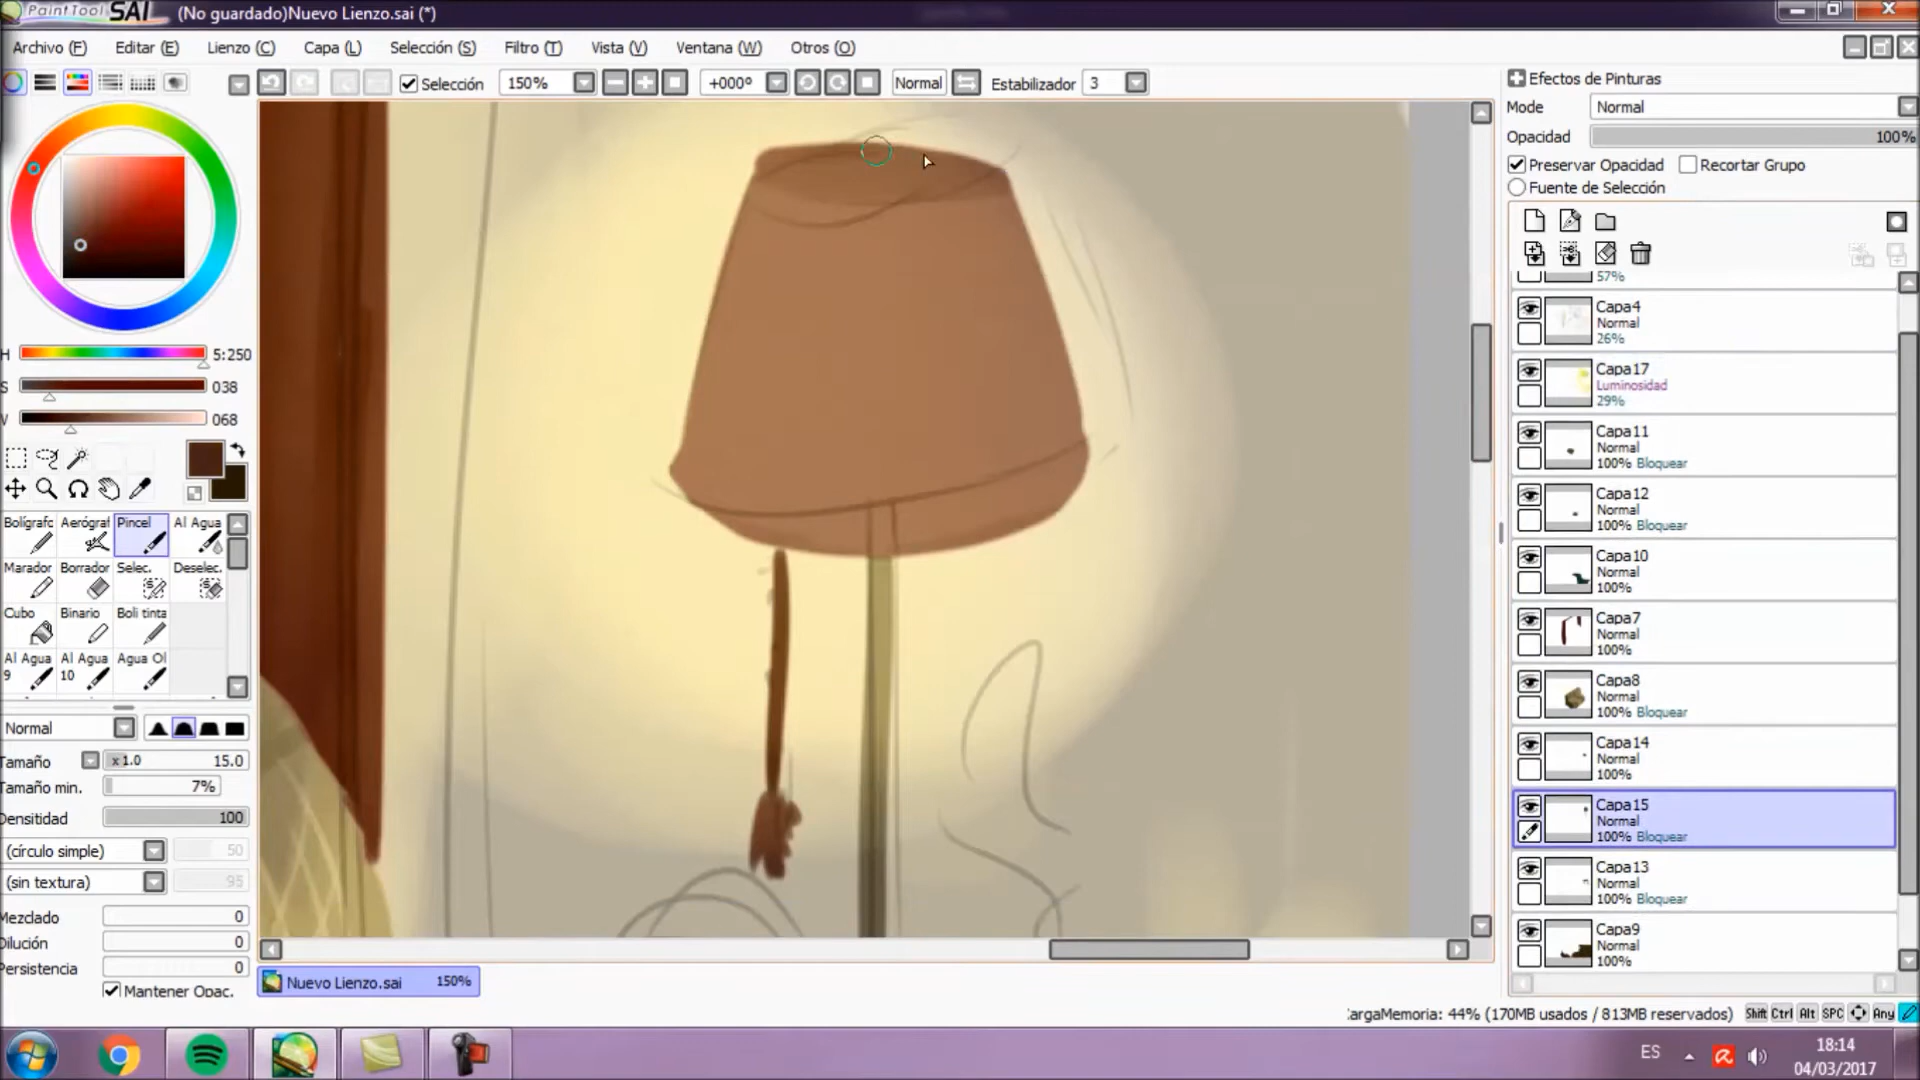 PaintTool SAI (No guardado)Nuevo Lienzo.sai (*)
Archivo (F) Editar (E) Lienzo (C) Capa (L) Selección (S) Filtro (T) Vista (V) Ventana (W) Otros (O)
Selección 150% +000º Normal Estabilizador 3
Efectos de Pinturas
Mode Normal
Opacidad 100%
Preservar Opacidad Recortar Grupo
Fuente de Selección
57%
Capa4
Normal
26%
Capa17
Luminosidad
29%
Capa11
Normal
100% Bloquear
Capa12
Normal
100% Bloquear
Capa10
Normal
100%
Capa7
Normal
100%
Capa8
Normal
100% Bloquear
Capa14
Normal
100%
Capa15
Normal
100% Bloquear
Capa13
Normal
100% Bloquear
Capa9
Normal
100%
H 5:250
S 038
V 068
Bolígrafc Aerógraf Pincel Al Agua
Marador Borrador Selec. Deselec.
Cubo Binario Boli tinta
Al Agua 9 Al Agua 10 Agua Ol
Normal
Tamaño x1.0 15.0
Tamaño min. 7%
Densitidad 100
(círculo simple) 50
(sin textura) 95
Mezclado 0
Dilución 0
Persistencia 0
Mantener Opac.
Nuevo Lienzo.sai 150%
CargaMemoria: 44% (170MB usados / 813MB reservados) Shift Ctrl Alt SPC Any
ES 18:14
04/03/2017